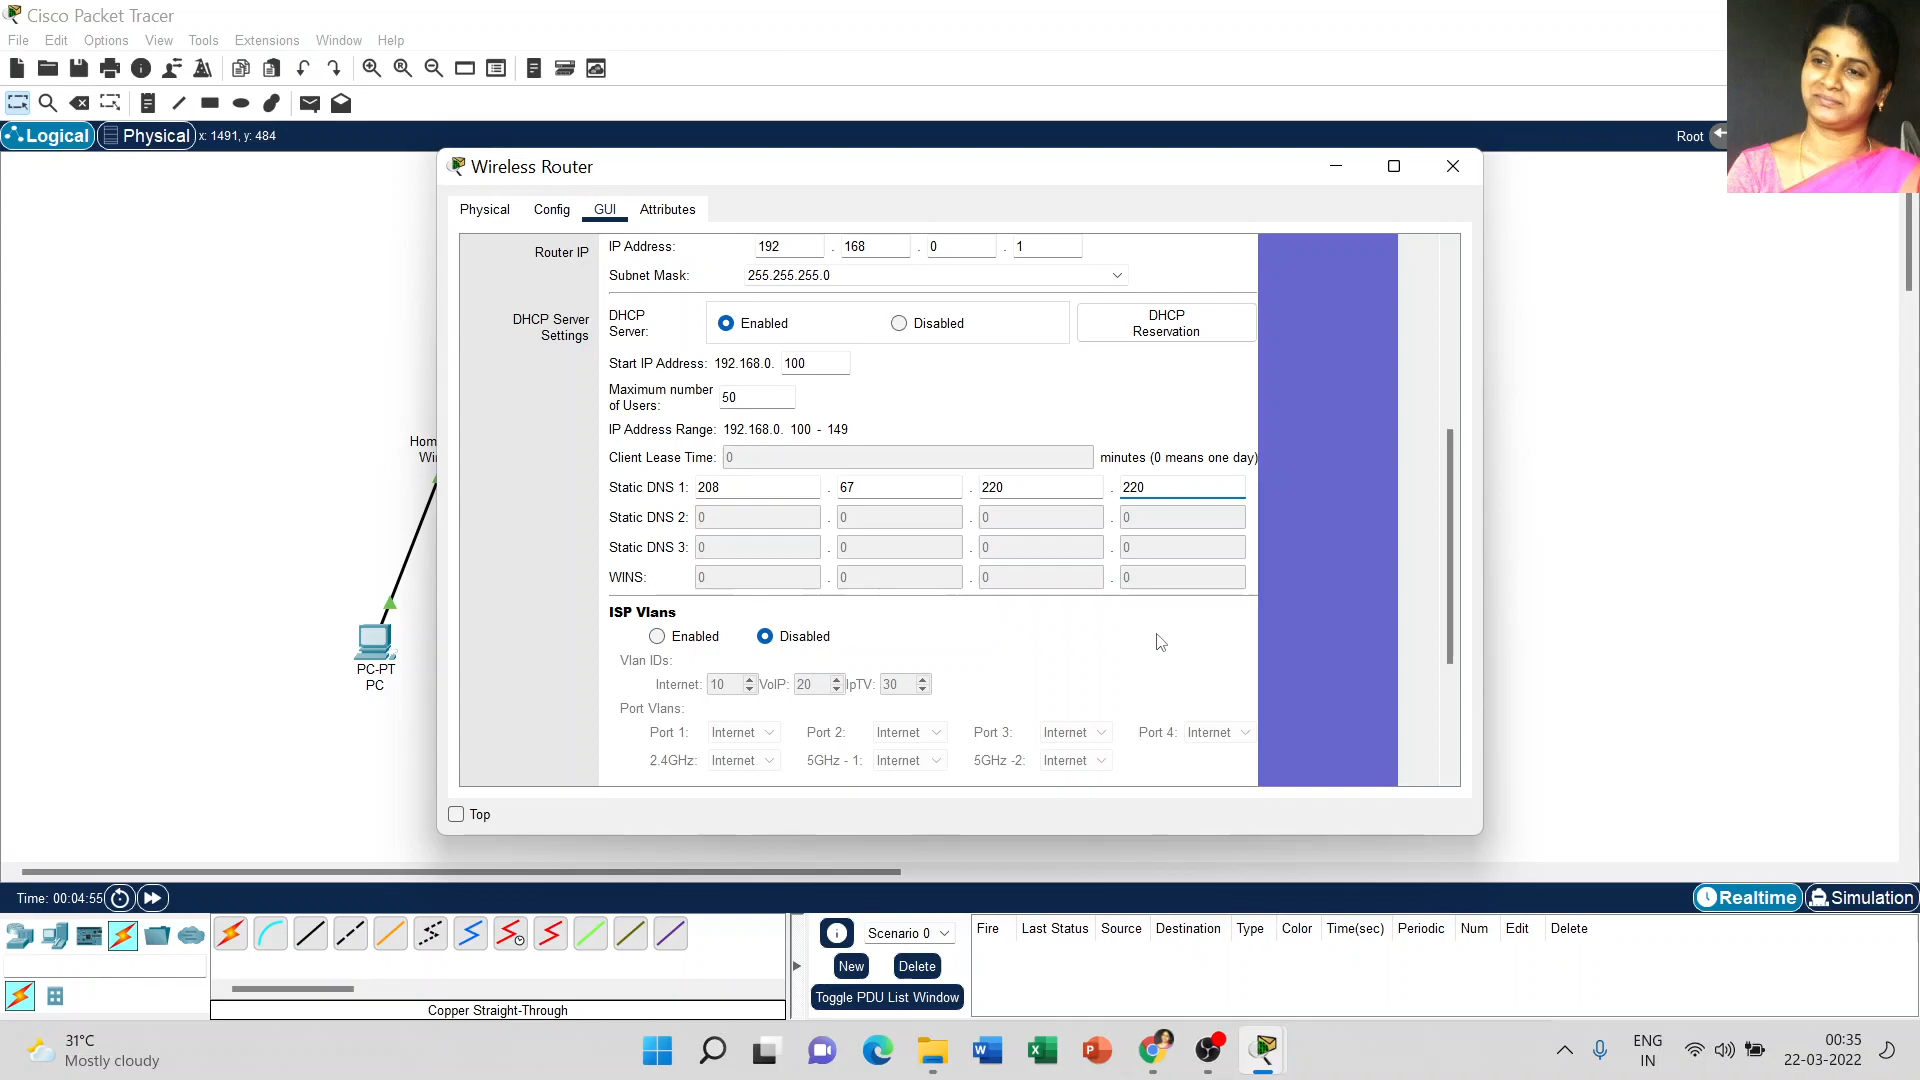 Cisco Packet Tracer
File Edit Options View Tools Extensions Window Help
Logical Physical x: 1491, y: 484 Root
Wireless Router
Physical Config GUI Attributes
Router IP IP Address: 192 . 168 . 0 . 1
Subnet Mask: 255.255.255.0
DHCP Server Settings DHCP Server: Enabled Disabled DHCP Reservation
Start IP Address: 192.168.0. 100
Maximum number of Users: 50
IP Address Range: 192.168.0. 100 - 149
Client Lease Time: 0 minutes (0 means one day)
Static DNS 1: 208 . 67 . 220 . 220
Static DNS 2: 0 . 0 . 0 . 0
Static DNS 3: 0 . 0 . 0 . 0
WINS: 0 . 0 . 0 . 0
ISP Vlans
Enabled Disabled
Vlan IDs:
Internet: 10 VoIP: 20 IpTV: 30
Port Vlans:
Port 1: Internet Port 2: Internet Port 3: Internet Port 4: Internet
2.4GHz: Internet 5GHz - 1: Internet 5GHz -2: Internet
Top
Hom
Wi
PC-PT
PC
Time: 00:04:55 Realtime Simulation
Scenario 0 Fire Last Status Source Destination Type Color Time(sec) Periodic Num Edit Delete
New Delete
Toggle PDU List Window
Copper Straight-Through
31°C
Mostly cloudy
ENG
IN
00:35
22-03-2022